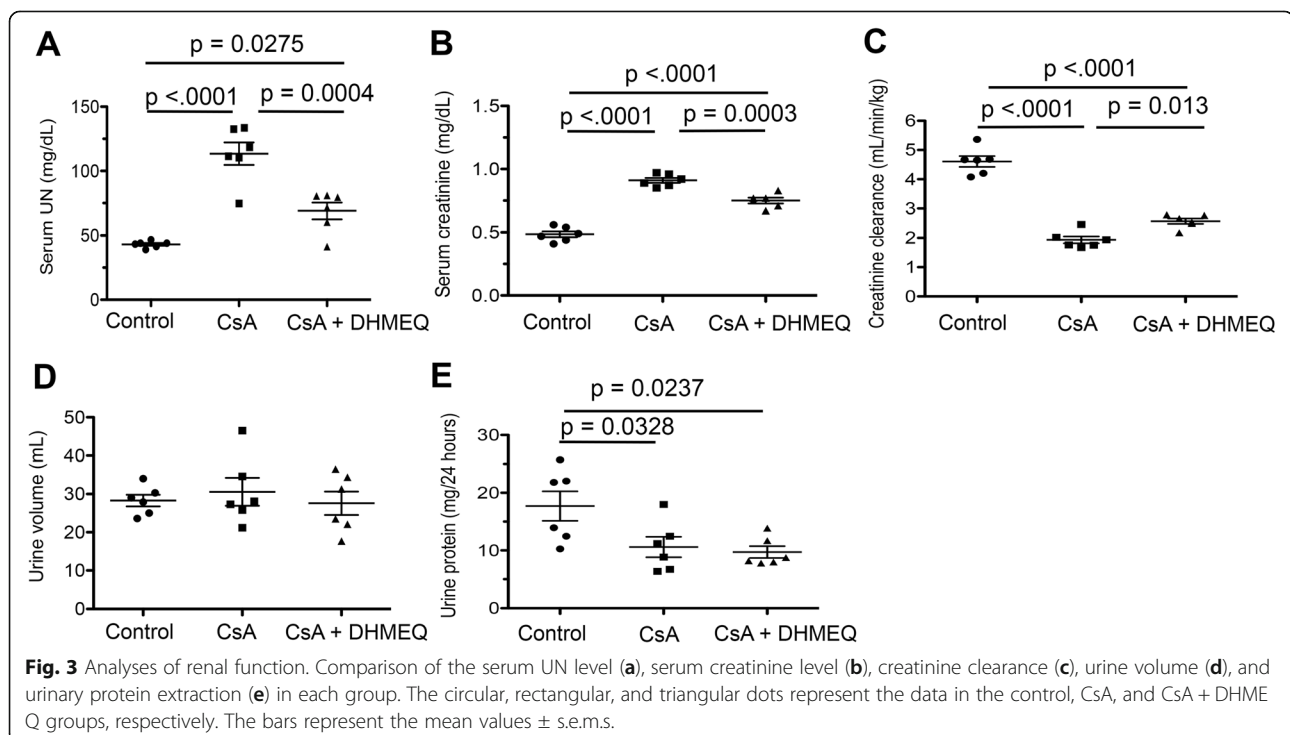 A
p = 0.0275
p <.0001
p = 0.0004
Serum UN (mg/dL)
150
100
50
0
Control
CsA
CsA + DHMEQ
B
p <.0001
p <.0001
p = 0.0003
Serum creatinine (mg/dL)
1.5
1.0
0.5
0.0
Control
CsA
CsA + DHMEQ
C
p <.0001
p <.0001
p = 0.013
Creatinine clearance (mL/min/kg)
6
5
4
3
2
1
0
Control
CsA
CsA + DHMEQ
D
Urine volume (mL)
50
40
30
20
10
0
Control
CsA
CsA + DHMEQ
E
p = 0.0237
p = 0.0328
Urine protein (mg/24 hours)
30
20
10
0
Control
CsA
CsA + DHMEQ
Fig. 3 Analyses of renal function. Comparison of the serum UN level (a), serum creatinine level (b), creatinine clearance (c), urine volume (d), and
urinary protein extraction (e) in each group. The circular, rectangular, and triangular dots represent the data in the control, CsA, and CsA + DHME
Q groups, respectively. The bars represent the mean values ± s.e.m.s.